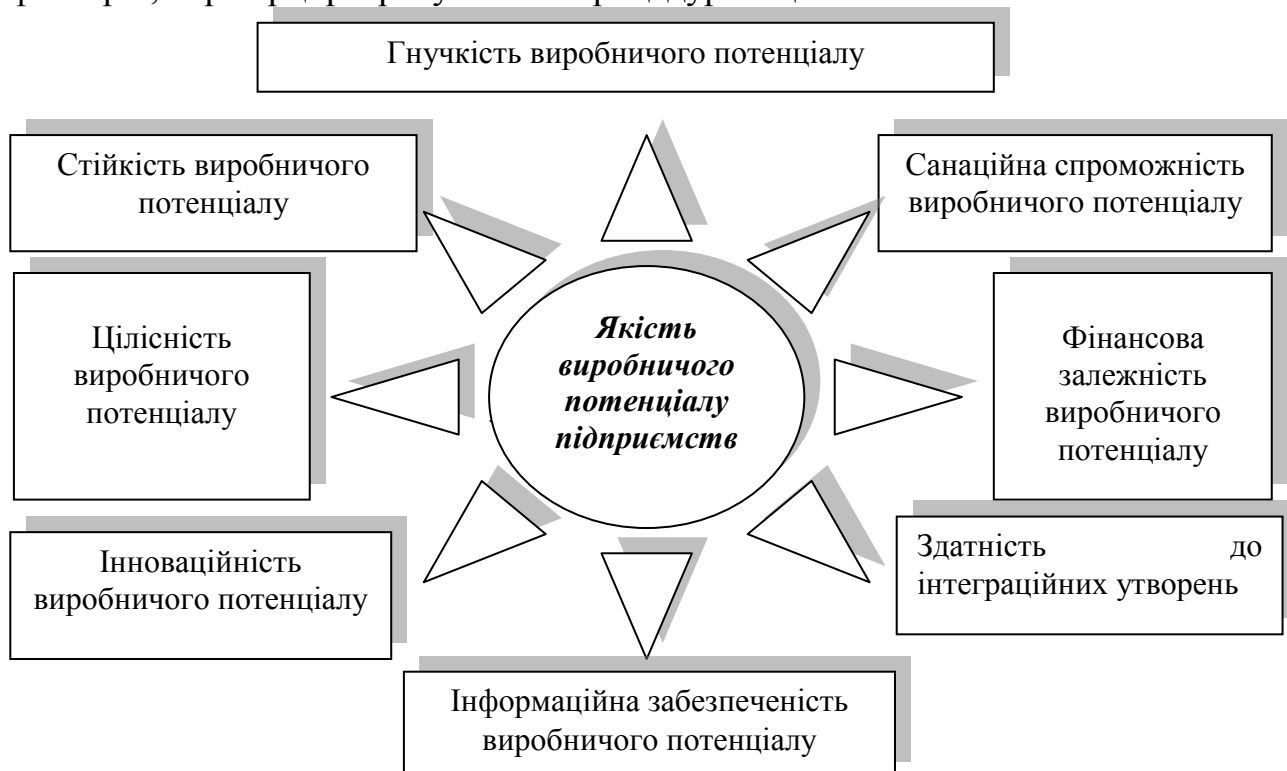 Гнучкість виробничого потенціалу
Стійкість виробничого
потенціалу
Санаційна спроможність
виробничого потенціалу
Цілісність
виробничого
потенціалу
Якість
виробничого
потенціалу
підприємств
Фінансова
залежність
виробничого
потенціалу
Інноваційність
виробничого потенціалу
Здатність до
інтеграційних утворень
Інформаційна забезпеченість
виробничого потенціалу